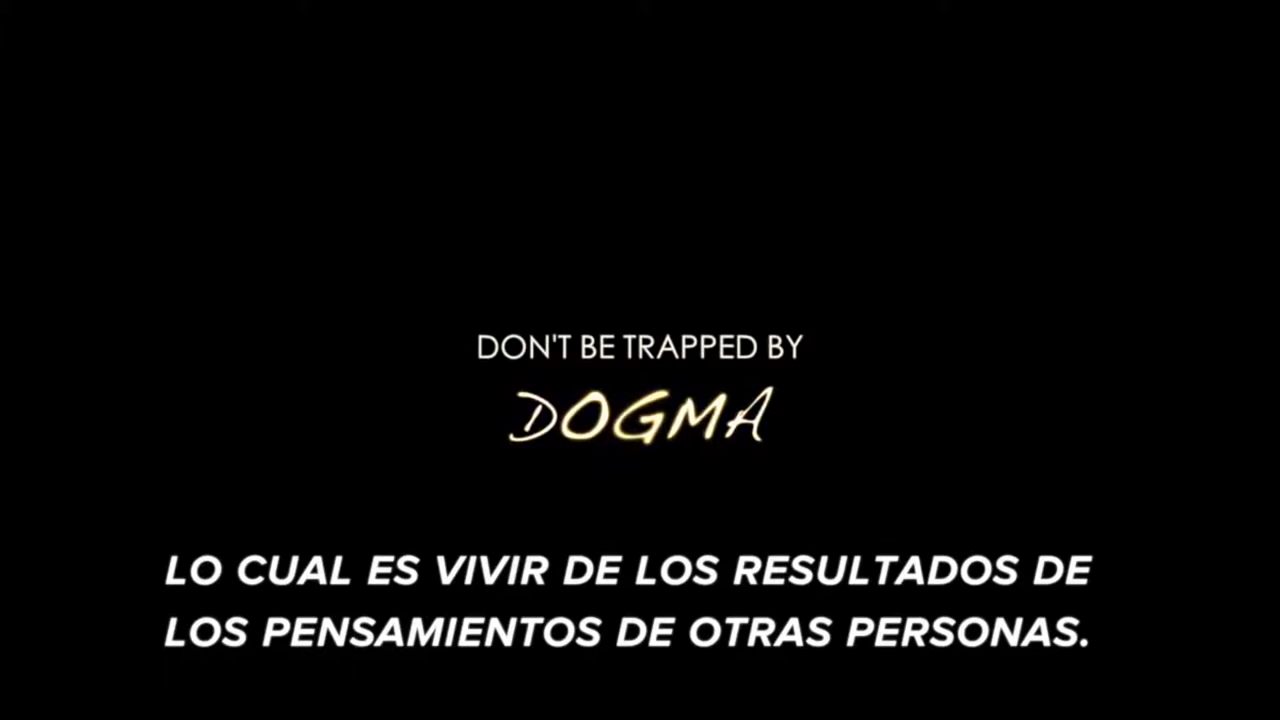 DON'T BE TRAPPED BY
DOGMA
LO CUAL ES VIVIR DE LOS RESULTADOS DE
LOS PENSAMIENTOS DE OTRAS PERSONAS.